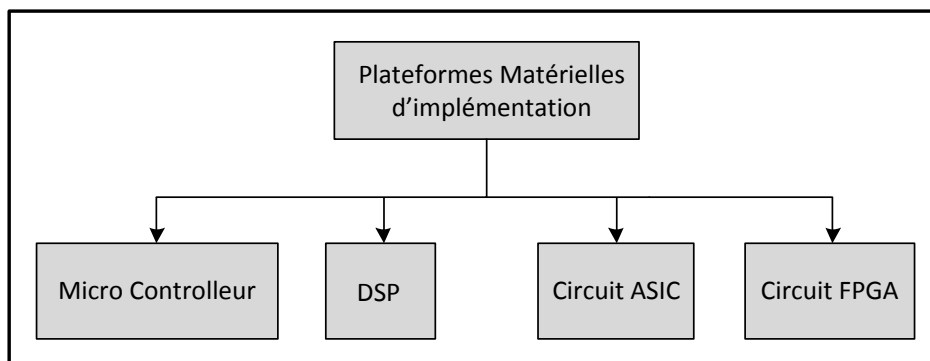 Plateformes Matérielles
d’implémentation
Micro Controlleur
DSP
Circuit ASIC
Circuit FPGA